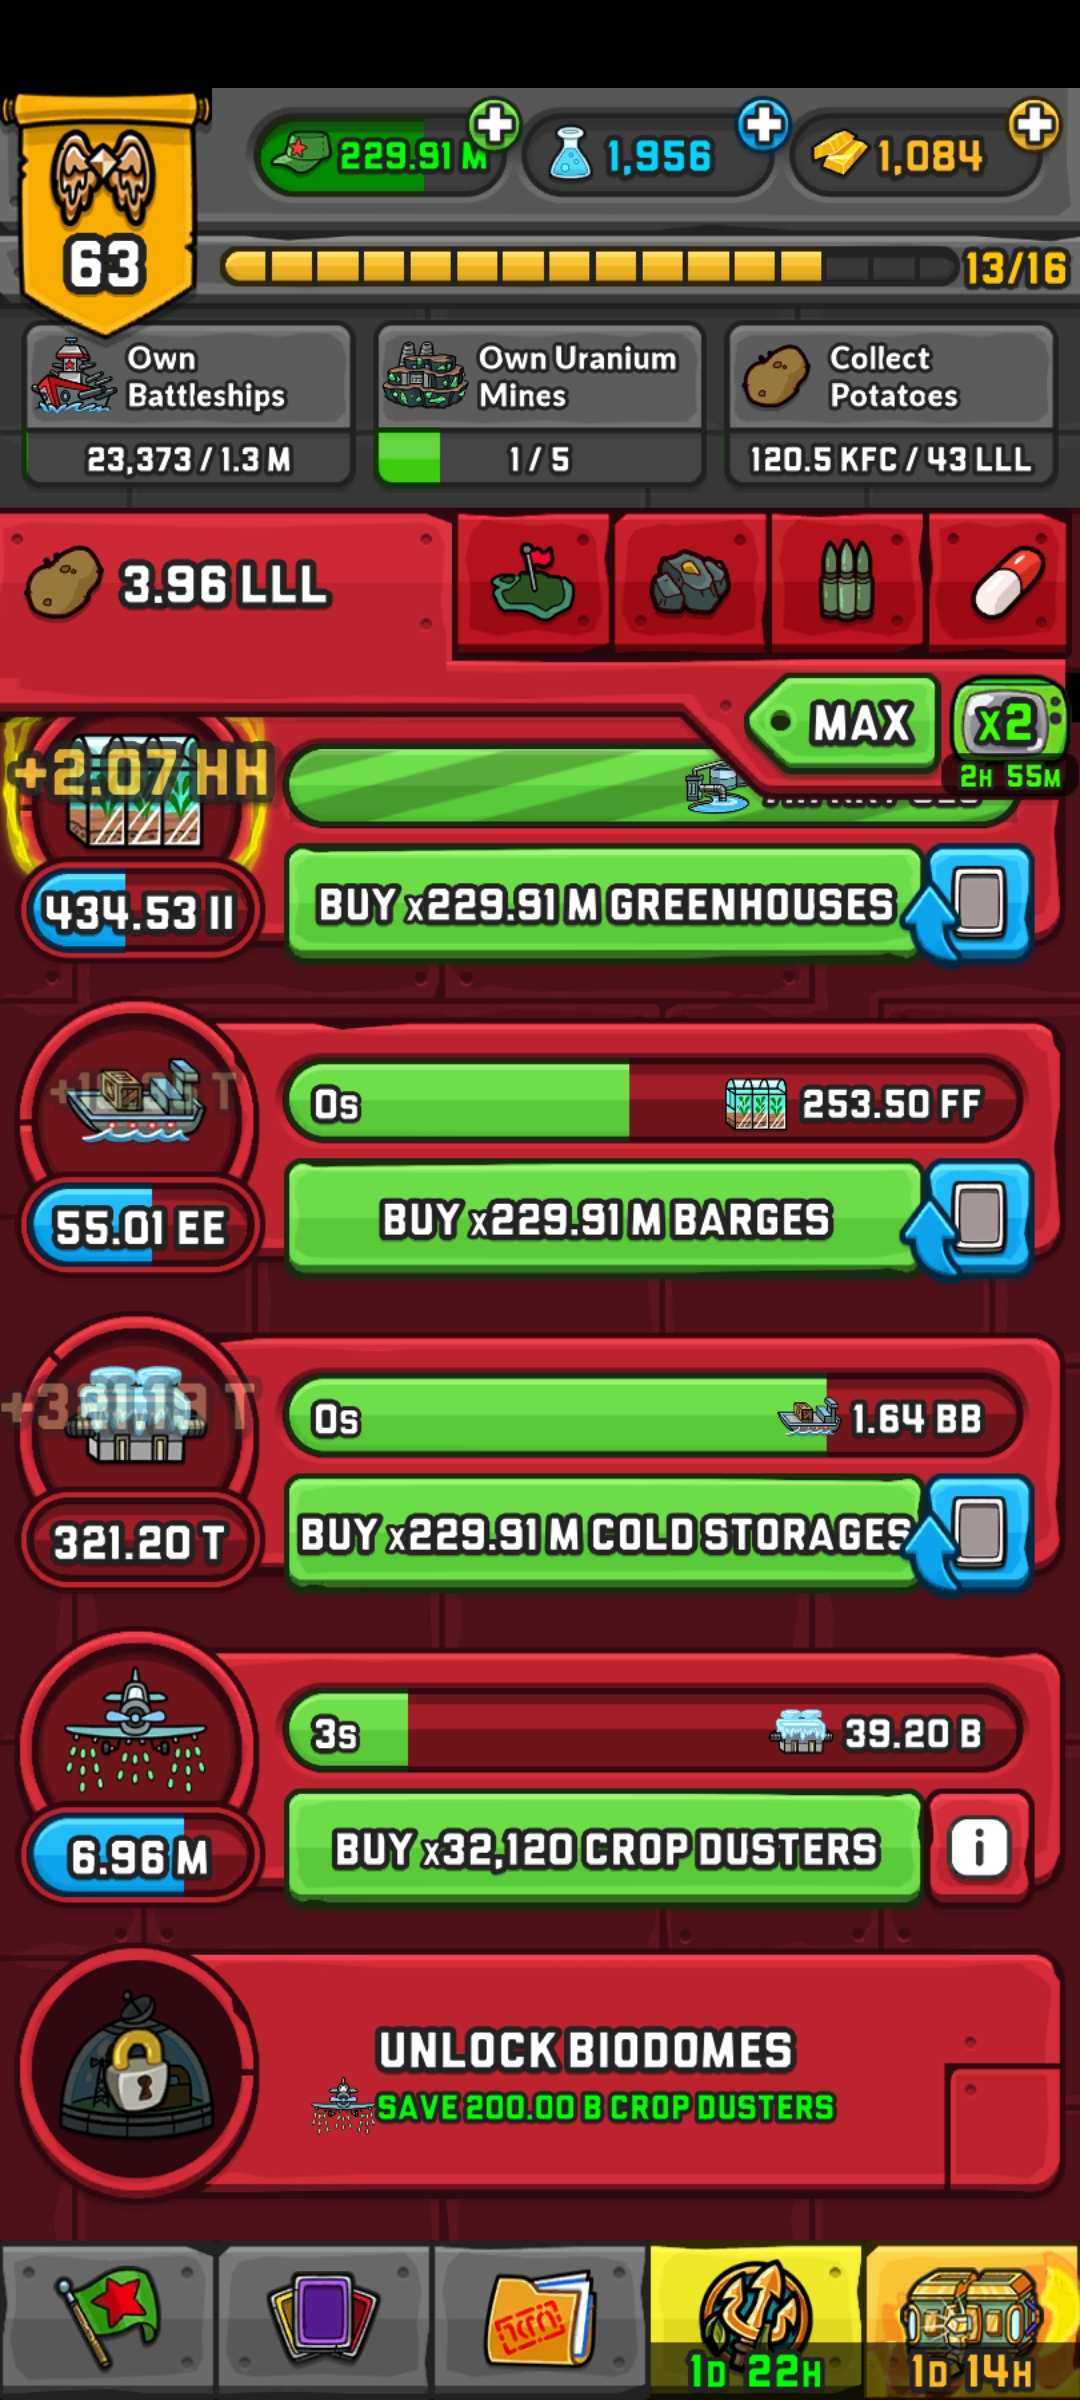 229.91 M
1,956
1,084
63
13/16
Own
Battleships
23,373 / 1.3 M
Own Uranium
Mines
1 / 5
Collect
Potatoes
120.5 KFC / 43 LLL
3.96 LLL
MAX
x2
2H 55M
+2.07 HH
434.53 II
BUY x229.91 M GREENHOUSES
0s
253.50 FF
55.01 EE
BUY x229.91 M BARGES
0s
1.64 BB
321.20 T
BUY x229.91 M COLD STORAGES
3s
39.20 B
6.96 M
BUY x32,120 CROP DUSTERS
i
UNLOCK BIODOMES
SAVE 200.00 B CROP DUSTERS
1D 22H
1D 14H